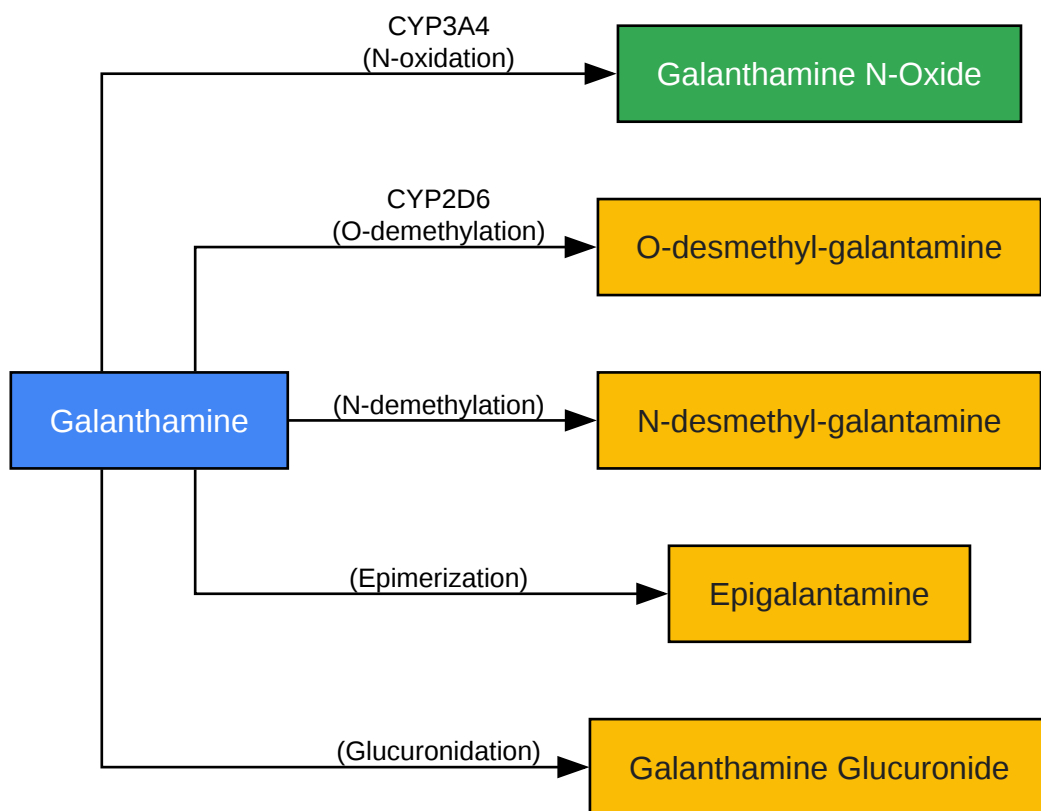 CYP3A4
(N-oxidation)
Galanthamine N-Oxide
CYP2D6
(O-demethylation)
O-desmethyl-galantamine
Galanthamine
(N-demethylation)
N-desmethyl-galantamine
(Epimerization)
Epigalantamine
(Glucuronidation)
Galanthamine Glucuronide